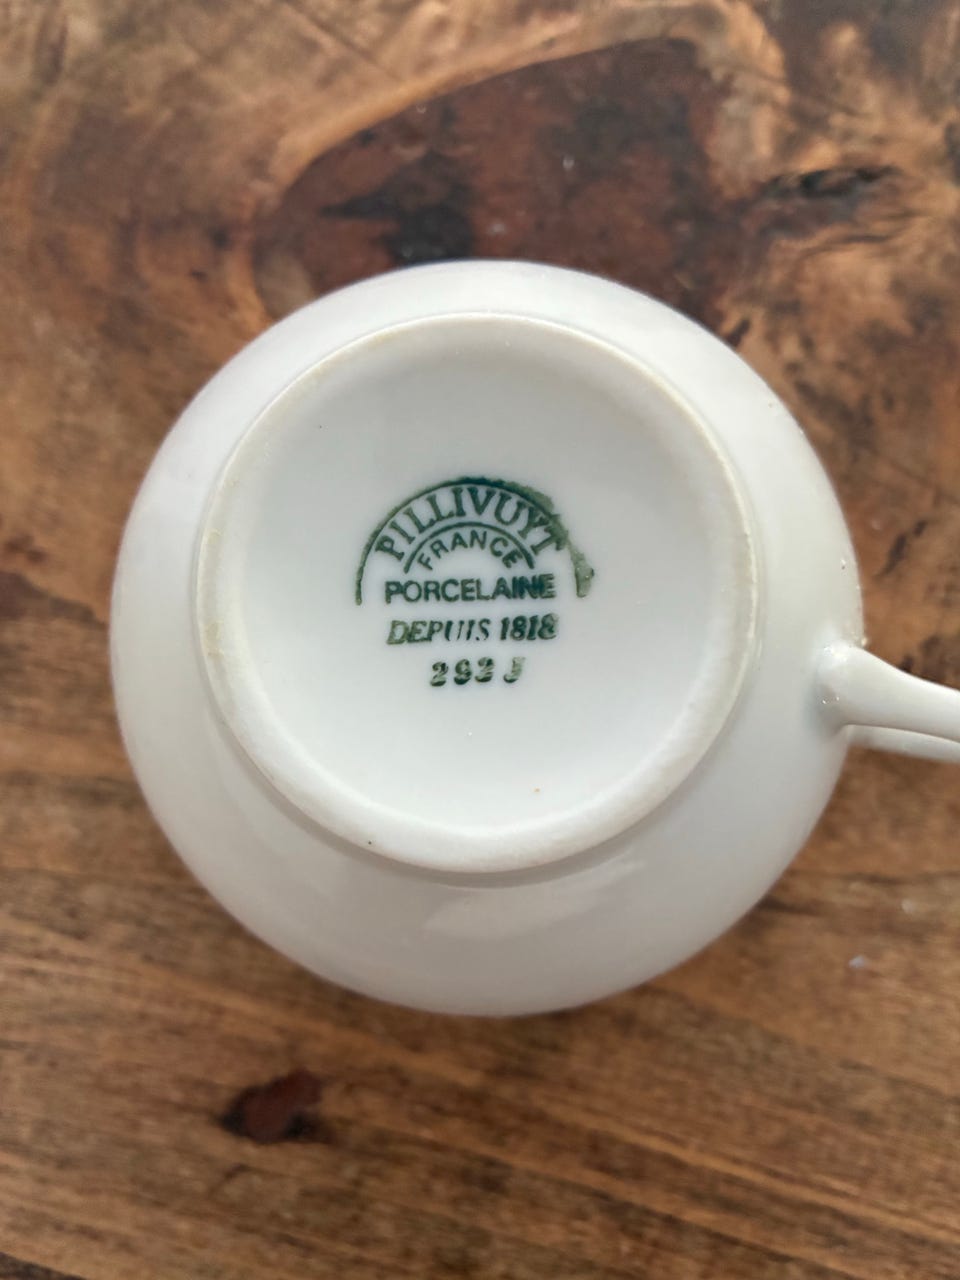 PILLIVUYT
FRANCE
PORCELAINE
DEPUIS 1818
292 J